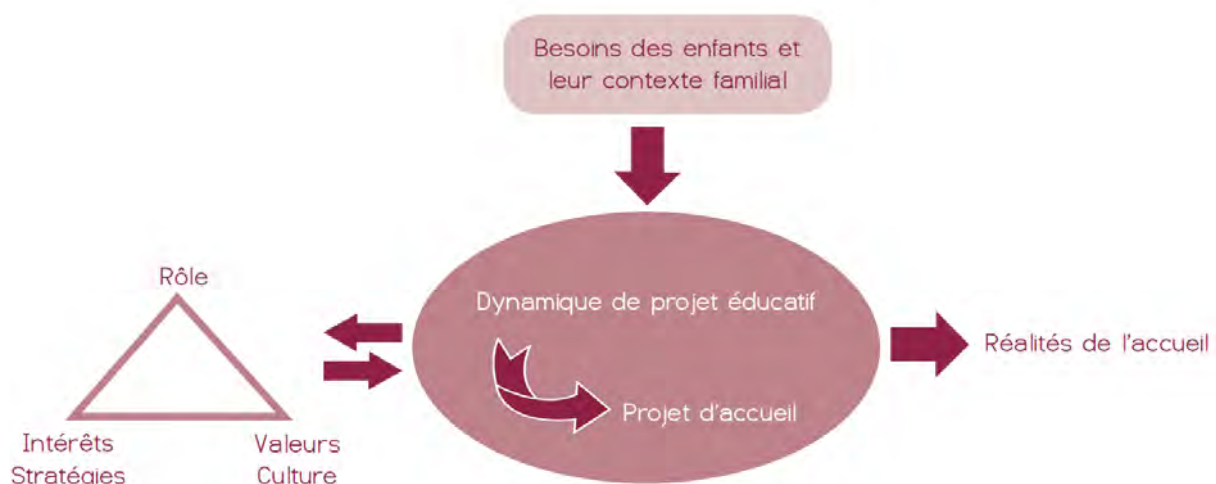 Besoins des enfants et
leur contexte familial
Rôle
Intérêts
Stratégies
Valeurs
Culture
Dynamique de projet éducatif
Projet d'accueil
Réalités de l'accueil